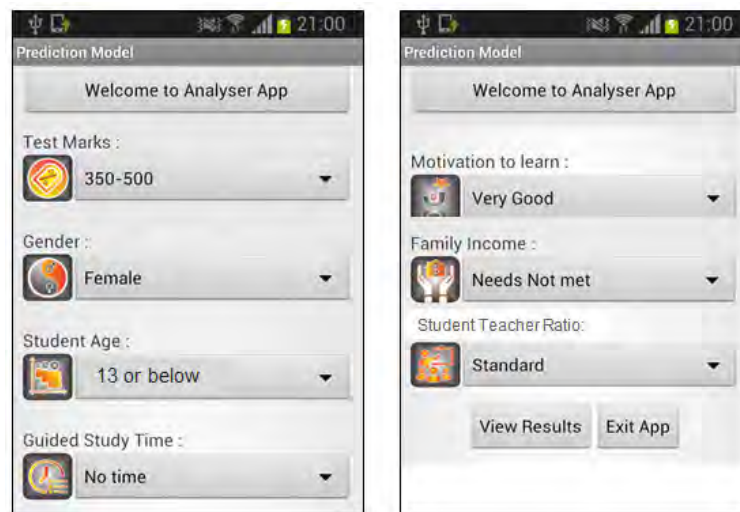 21:00
Prediction Model
Welcome to Analyser App
Test Marks :
350-500
Gender :
Female
Student Age :
13 or below
Guided Study Time :
No time
21:00
Prediction Model
Welcome to Analyser App
Motivation to learn :
Very Good
Family Income :
Needs Not met
Student Teacher Ratio:
Standard
View Results Exit App